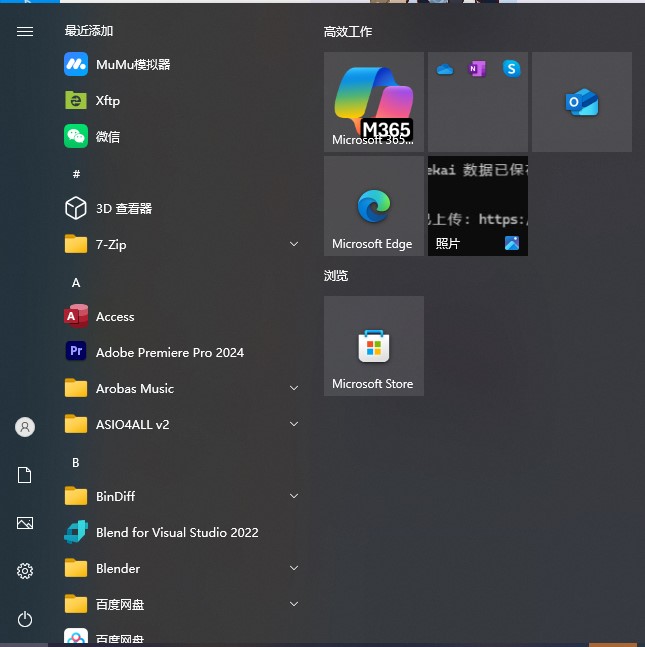 最近添加
MuMu模拟器
Xftp
微信
#
3D 查看器
7-Zip
A
Access
Adobe Premiere Pro 2024
Arobas Music
ASIO4ALL v2
B
BinDiff
Blend for Visual Studio 2022
Blender
百度网盘
百度网盘
高效工作
M365
Microsoft 365...
Microsoft Edge
ekai 数据已保存
已上传: https:/
照片
浏览
Microsoft Store